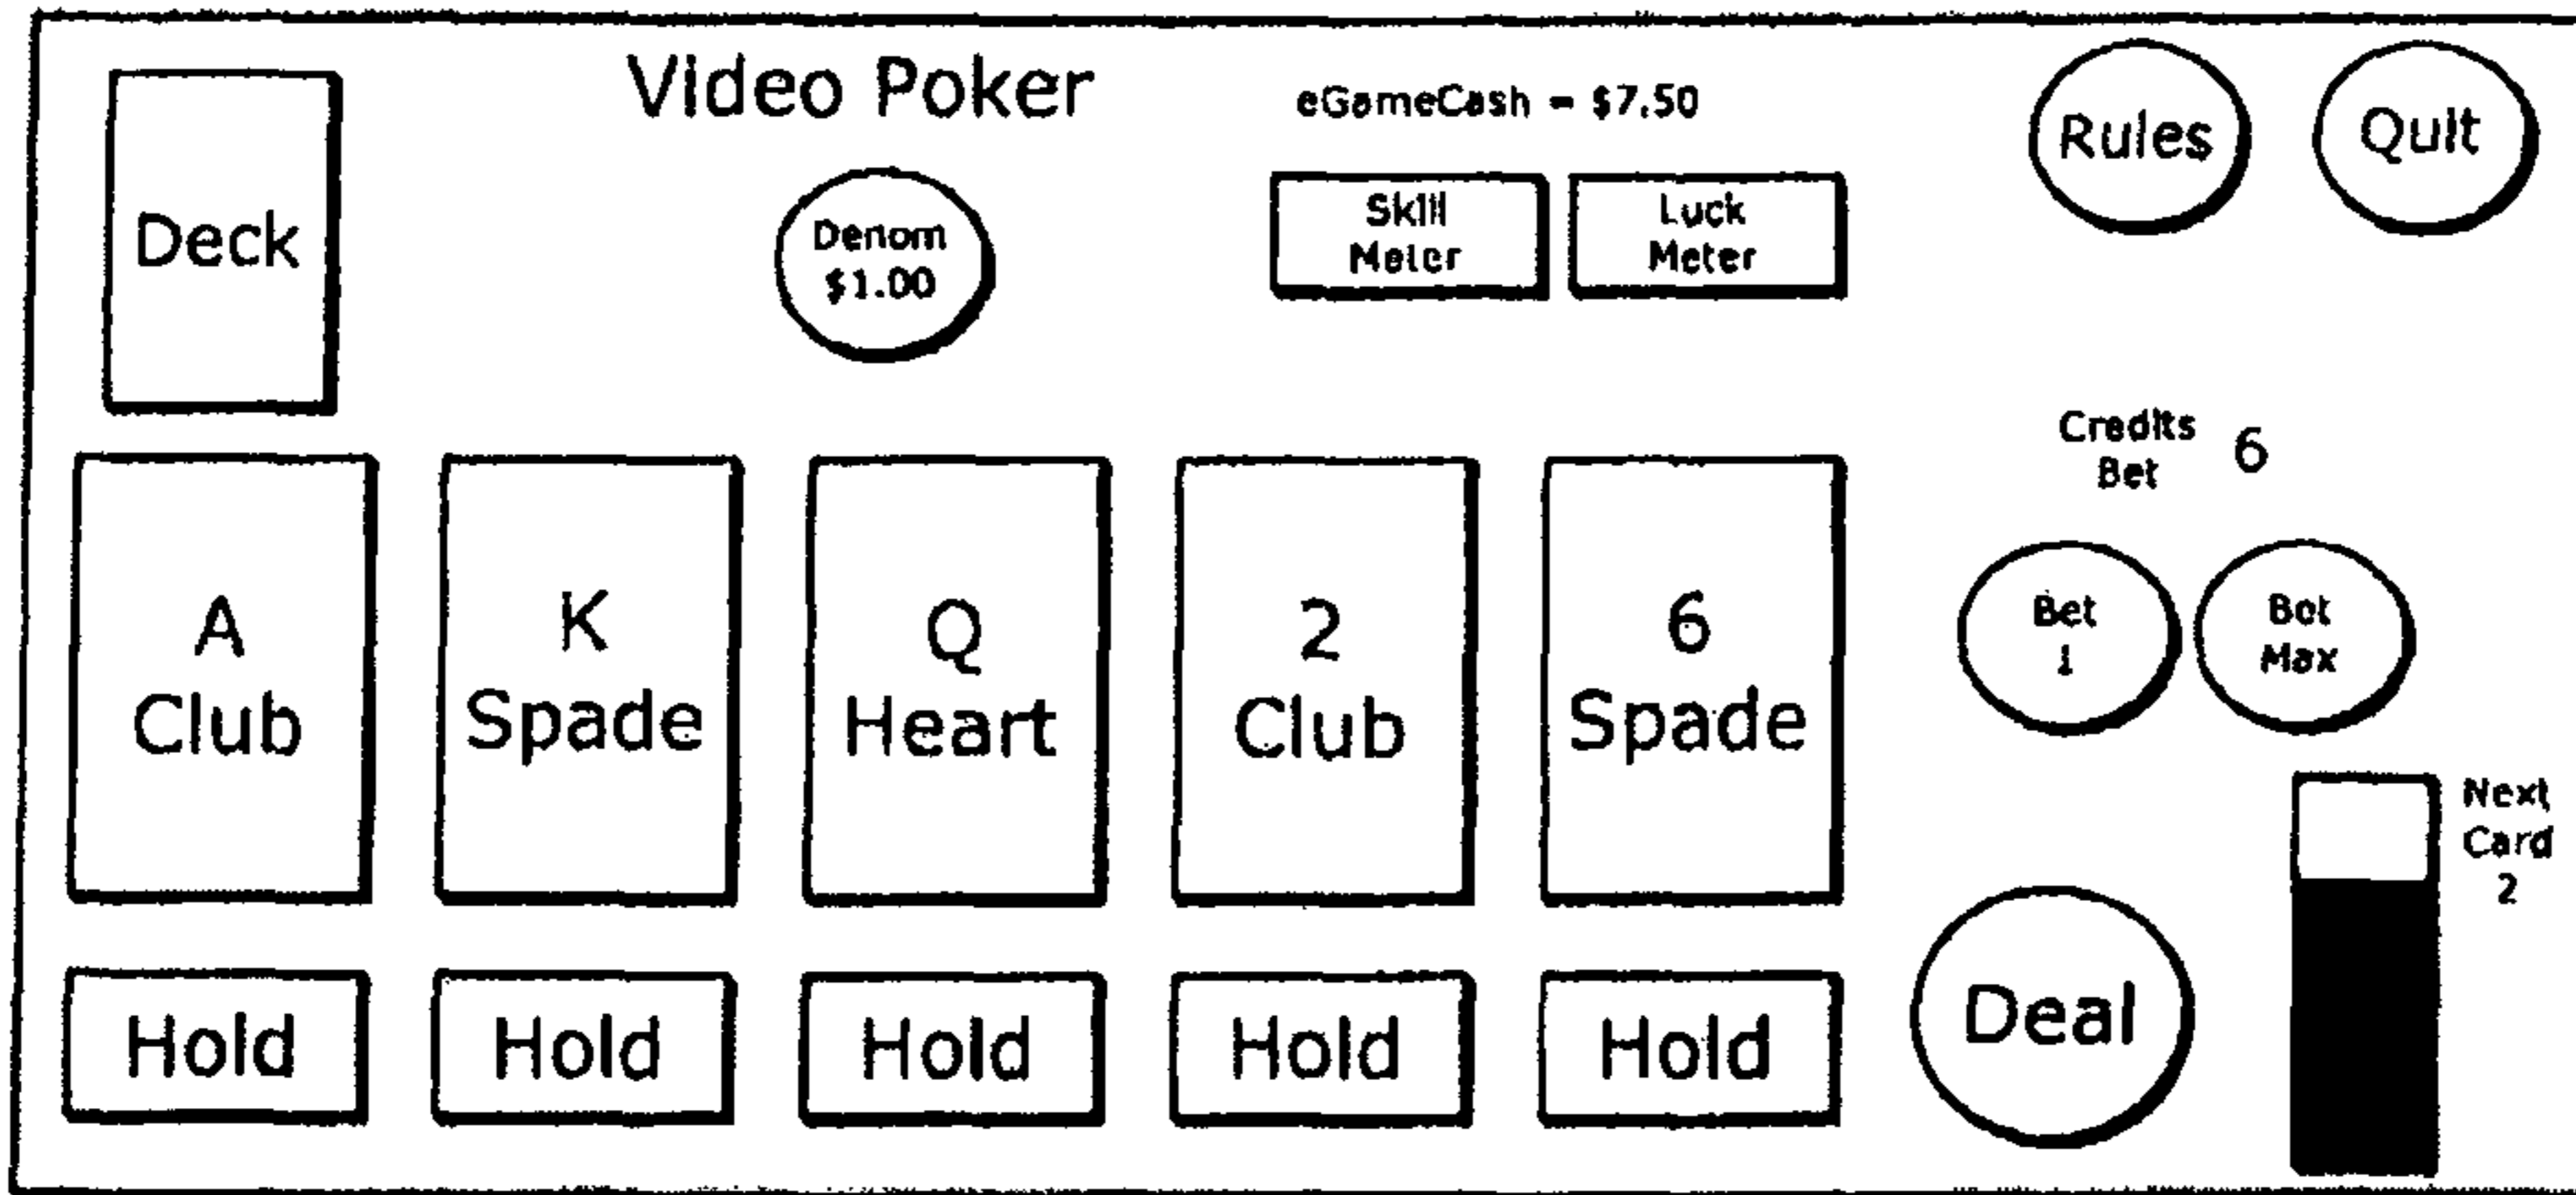 Video Poker
eGameCash = $7.50
Rules
Quit
Deck
Denom
$1.00
Skill
Meter
Luck
Meter
Credits
Bet
6
A
Club
K
Spade
Q
Heart
2
Club
6
Spade
Bet
1
Bet
Max
Next
Card
2
Hold
Hold
Hold
Hold
Hold
Deal